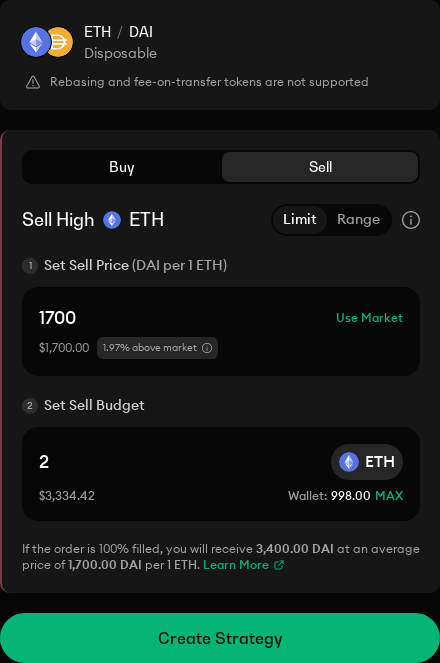 ETH / DAI
Disposable
Rebasing and fee-on-transfer tokens are not supported
Buy
Sell
Sell High ETH
Limit
Range
1 Set Sell Price (DAI per 1 ETH)
1700
Use Market
$1,700.00
1.97% above market
2 Set Sell Budget
2
ETH
$3,334.42
Wallet: 998.00 MAX
If the order is 100% filled, you will receive 3,400.00 DAI at an average
price of 1,700.00 DAI per 1 ETH. Learn More
Create Strategy